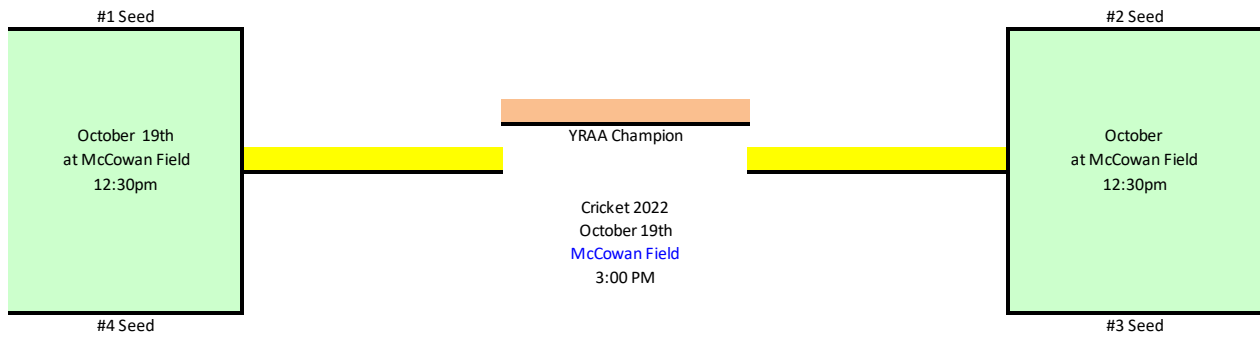 #1 Seed
#2 Seed
October 19th
at McCowan Field
12:30pm
YRAA Champion
October
at McCowan Field
12:30pm
Cricket 2022
October 19th
McCowan Field
3:00 PM
#4 Seed
#3 Seed